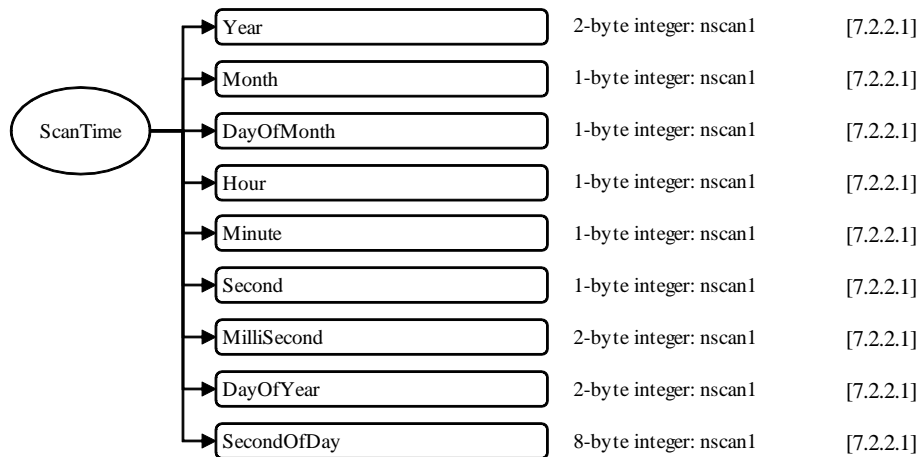 Year 2-byte integer: nscan1 [7.2.2.1]
Month 1-byte integer: nscan1 [7.2.2.1]
ScanTime DayOfMonth 1-byte integer: nscan1 [7.2.2.1]
Hour 1-byte integer: nscan1 [7.2.2.1]
Minute 1-byte integer: nscan1 [7.2.2.1]
Second 1-byte integer: nscan1 [7.2.2.1]
MilliSecond 2-byte integer: nscan1 [7.2.2.1]
DayOfYear 2-byte integer: nscan1 [7.2.2.1]
SecondOfDay 8-byte integer: nscan1 [7.2.2.1]